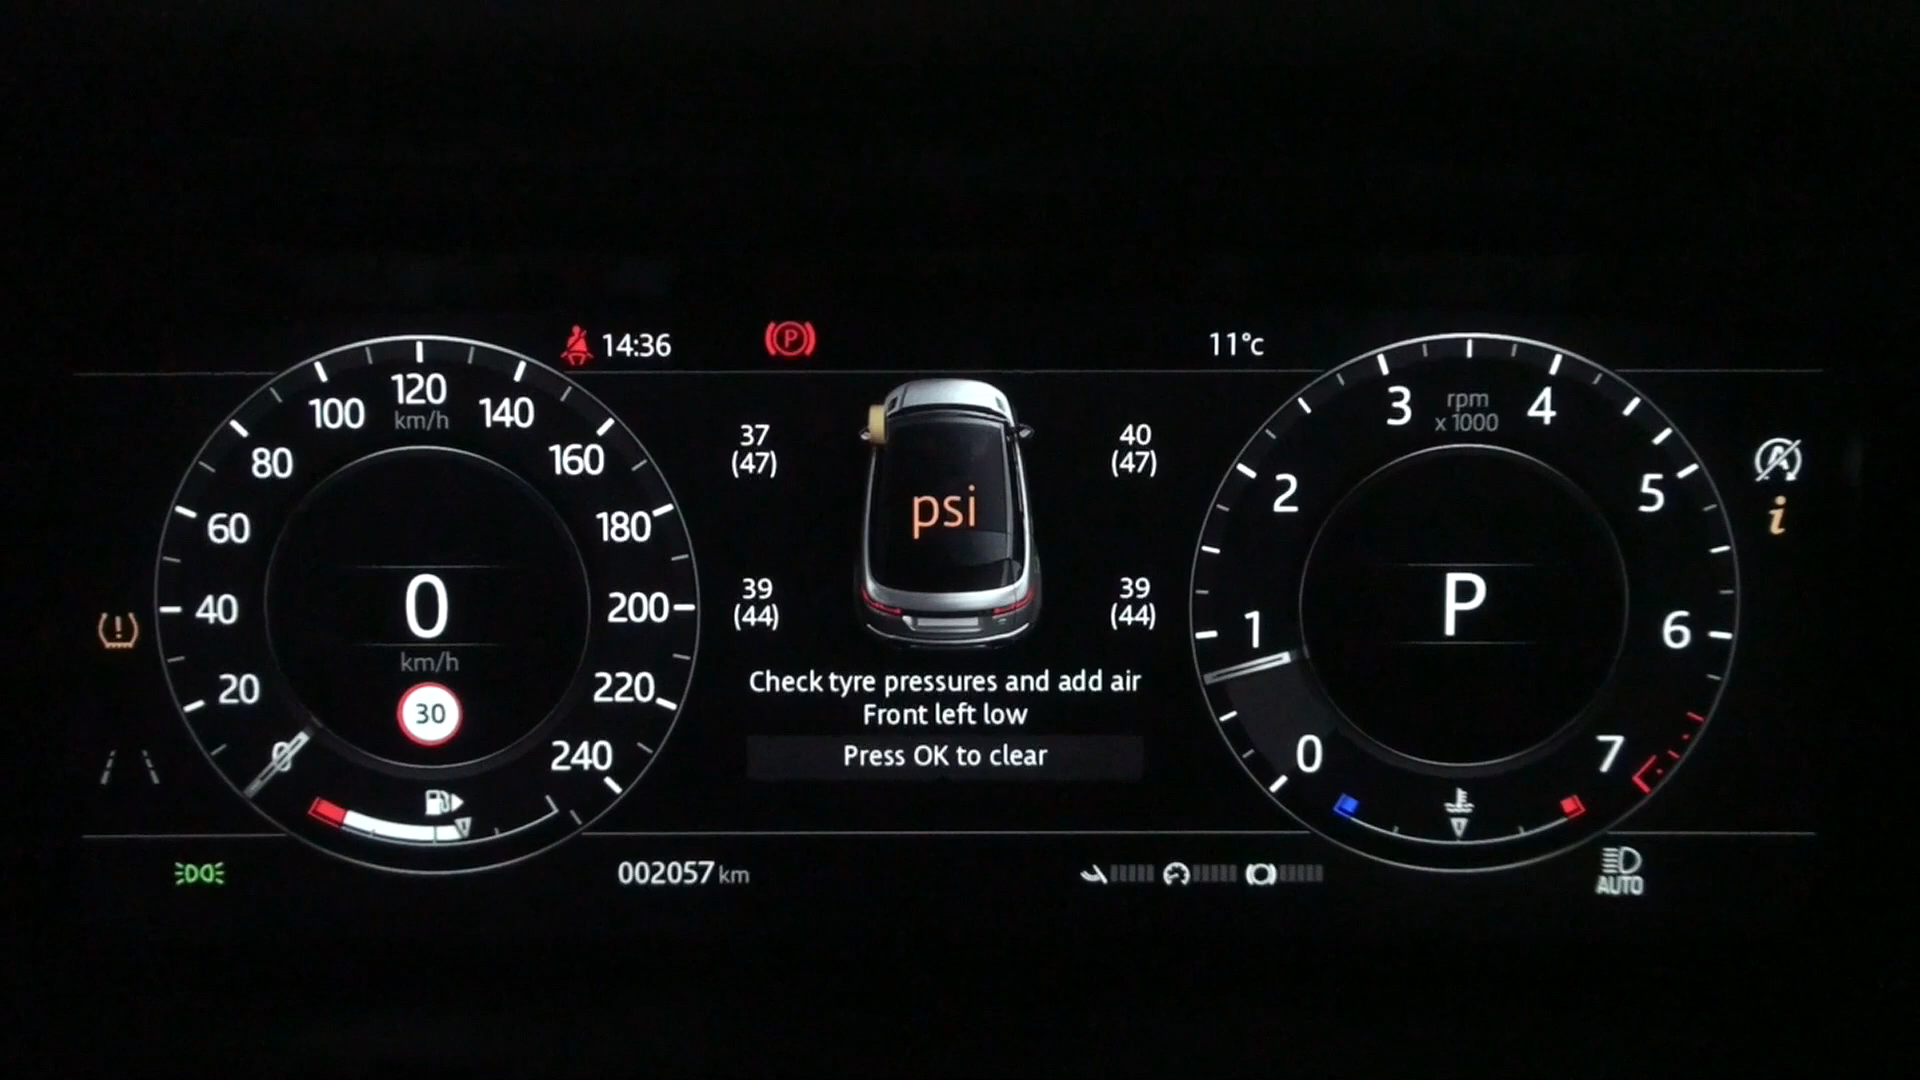 14:36
P
11°c
120
km/h
100
140
80
160
60
180
40
200
20
220
0
240
0
km/h
30
37
(47)
40
(47)
psi
39
(44)
39
(44)
Check tyre pressures and add air
Front left low
Press OK to clear
rpm
x 1000
3
4
2
5
1
6
0
7
P
A
i
!
002057 km
AUTO